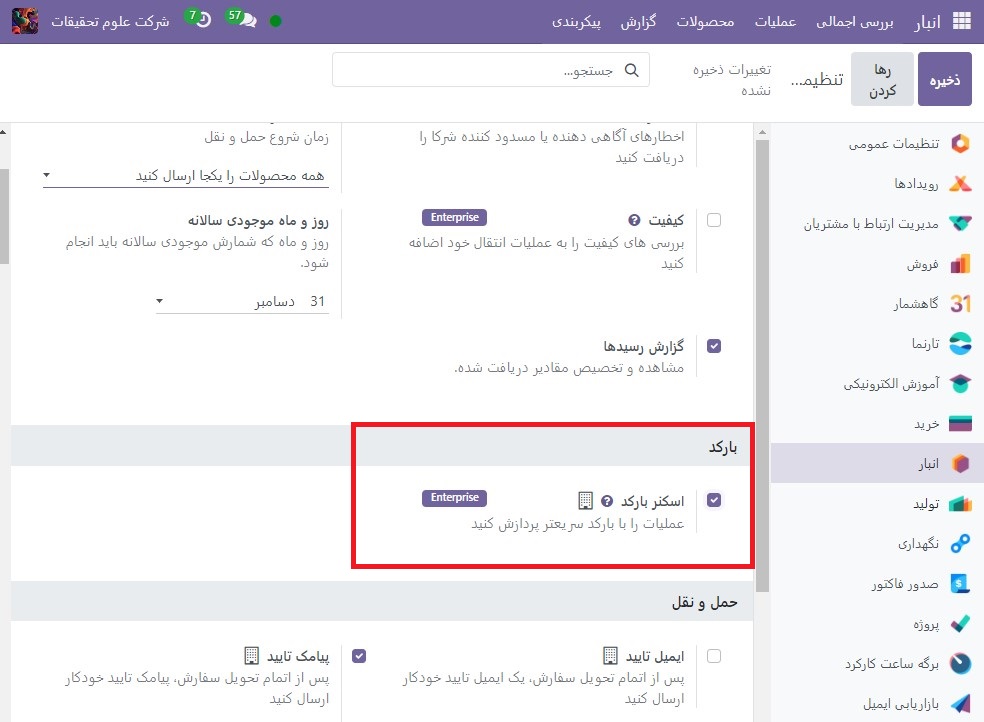 انبار
بررسی اجمالی
عملیات
محصولات
گزارش
پیکربندی
57
7
شرکت علوم تحقیقات
ذخیره
رها
کردن
تنظیم...
تغییرات ذخیره
نشده
جستجو...
تنظیمات عمومی
رویدادها
مدیریت ارتباط با مشتریان
فروش
گاهشمار
31
تارنما
آموزش الکترونیکی
خرید
انبار
تولید
نگهداری
صدور فاکتور
پروژه
برگه ساعت کارکرد
بازاریابی ایمیل
اخطارهای آگاهی دهنده یا مسدود کننده شرکا را
دریافت کنید
زمان شروع حمل و نقل
همه محصولات را یکجا ارسال کنید
کیفیت
Enterprise
بررسی های کیفیت را به عملیات انتقال خود اضافه
کنید
روز و ماه موجودی سالانه
روز و ماه که شمارش موجودی سالانه باید انجام
شود.
31 دسامبر
گزارش رسیدها
مشاهده و تخصیص مقادیر دریافت شده.
بارکد
اسکنر بارکد
Enterprise
عملیات را با بارکد سریعتر پردازش کنید
حمل و نقل
ایمیل تایید
پس از اتمام تحویل سفارش، یک ایمیل تایید خودکار
ارسال کنید
پیامک تایید
پس از اتمام تحویل سفارش، پیامک تایید خودکار
ارسال کنید